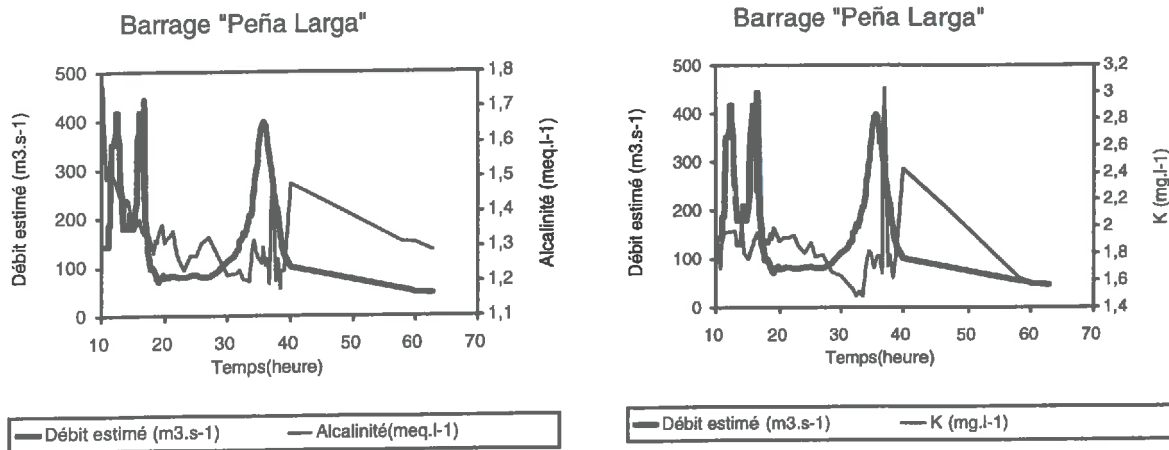 Barrage "Peña Larga"
500
400
300
200
100
0
Débit estimé (m3.s-1)
1,8
1,7
1,6
1,5
1,4
1,3
1,2
1,1
Alcalinité (meq.l-1)
10 20 30 40 50 60 70
Temps(heure)
Débit estimé (m3.s-1) Alcalinité(meq.l-1)
Barrage "Peña Larga"
500
400
300
200
100
0
Débit estimé (m3.s-1)
3,2
3
2,8
2,6
2,4
2,2
2
1,8
1,6
1,4
K (mg.l-1)
10 20 30 40 50 60 70
Temps(heure)
Débit estimé (m3.s-1) K (mg.l-1)